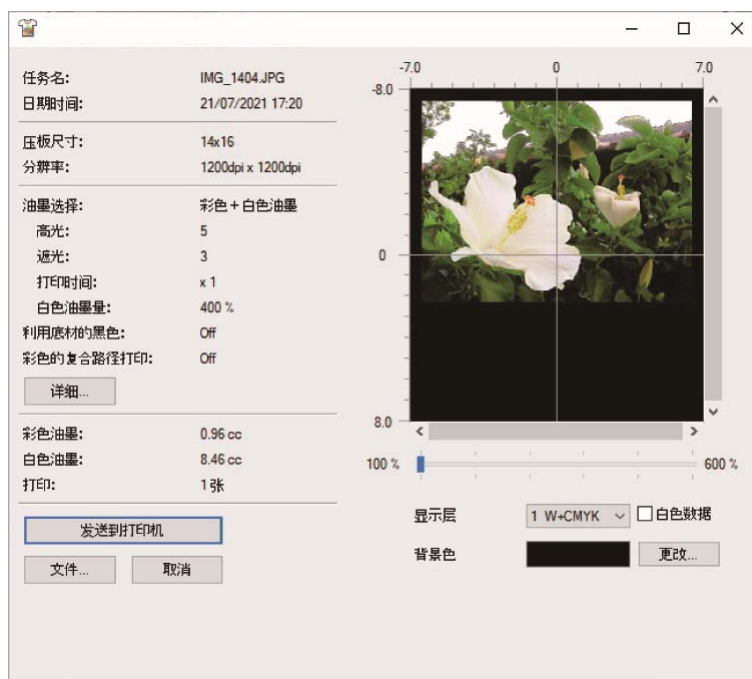 任务名: IMG_1404.JPG
日期时间: 21/07/2021 17:20
压板尺寸: 14x16
分辨率: 1200dpi x 1200dpi
油墨选择: 彩色+白色油墨
高光: 5
遮光: 3
打印时间: x 1
白色油墨量: 400 %
利用底材的黑色: Off
彩色的复合路径打印: Off
详细...
彩色油墨: 0.96 cc
白色油墨: 8.46 cc
打印: 1张
发送到打印机
文件... 取消
-7.0 0 7.0
-8.0
0
8.0
100 % 600 %
显示层 1 W+CMYK 白色数据
背景色 更改...